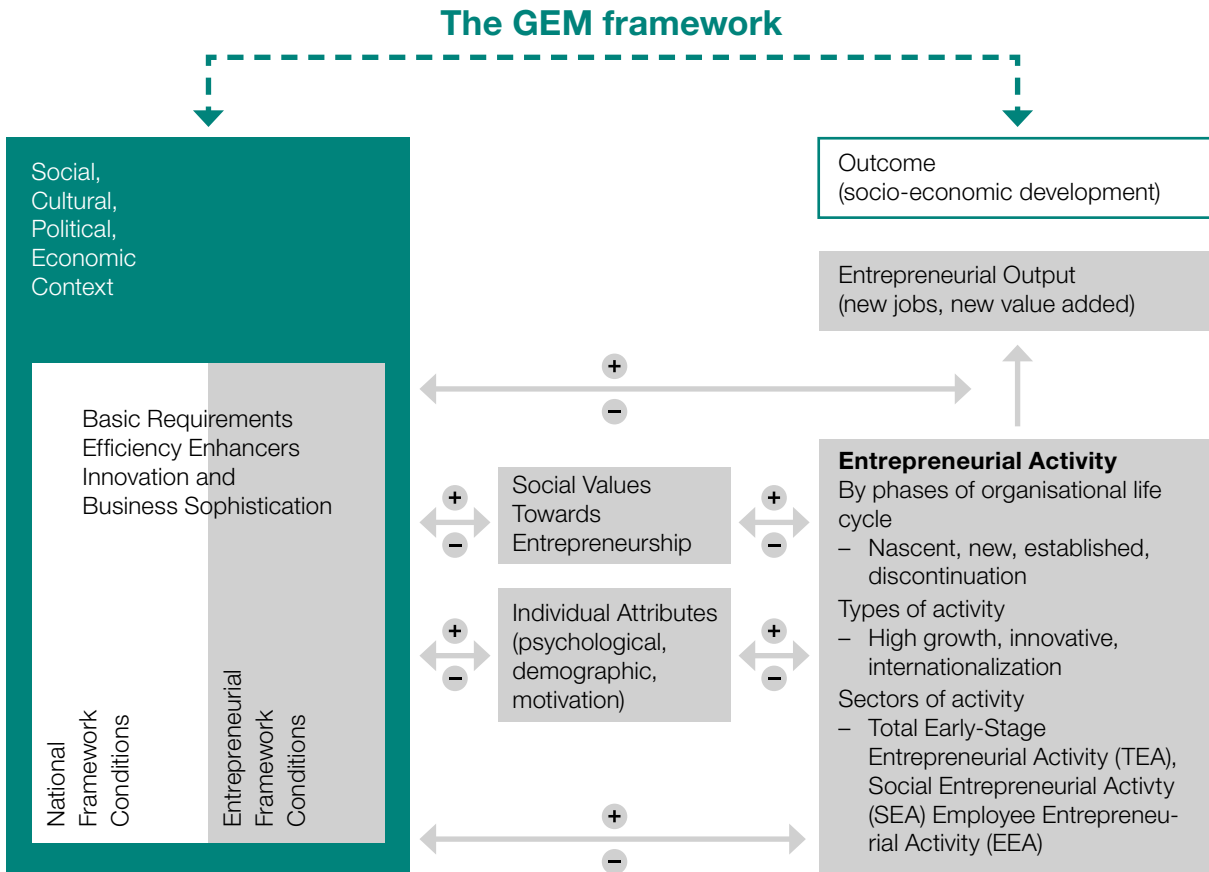 The GEM framework
Social,
Cultural,
Political,
Economic
Context
Basic Requirements
Efficiency Enhancers
Innovation and
Business Sophistication
National
Framework
Conditions
Entrepreneurial
Framework
Conditions
+
−
+
−
Social Values
Towards
Entrepreneurship
+
−
+
−
Individual Attributes
(psychological,
demographic,
motivation)
+
−
+
−
Outcome
(socio-economic development)
Entrepreneurial Output
(new jobs, new value added)
Entrepreneurial Activity
By phases of organisational life
cycle
– Nascent, new, established,
discontinuation
Types of activity
– High growth, innovative,
internationalization
Sectors of activity
– Total Early-Stage
Entrepreneurial Activity (TEA),
Social Entrepreneurial Activty
(SEA) Employee Entrepreneu-
rial Activity (EEA)